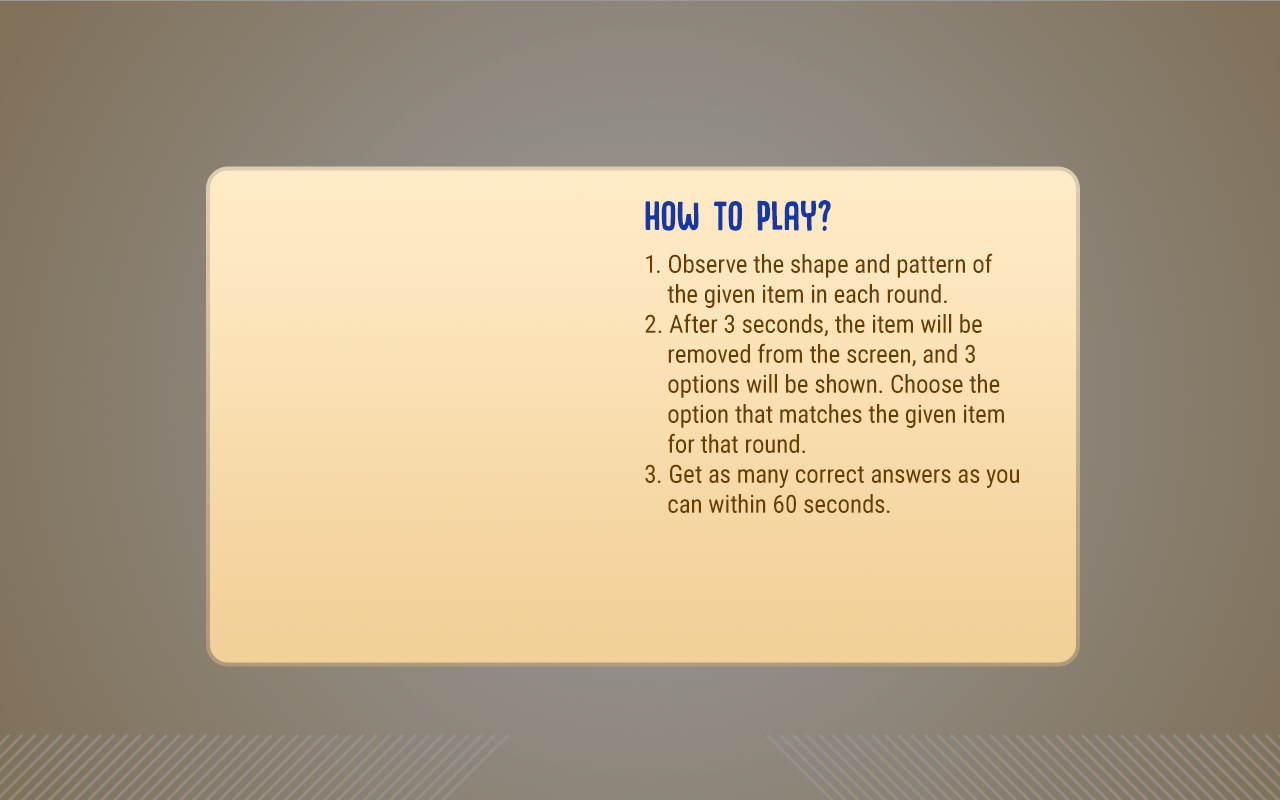 HOW TO PLAY?
1. Observe the shape and pattern of
the given item in each round.
2. After 3 seconds, the item will be
removed from the screen, and 3
options will be shown. Choose the
option that matches the given item
for that round.
3. Get as many correct answers as you
can within 60 seconds.